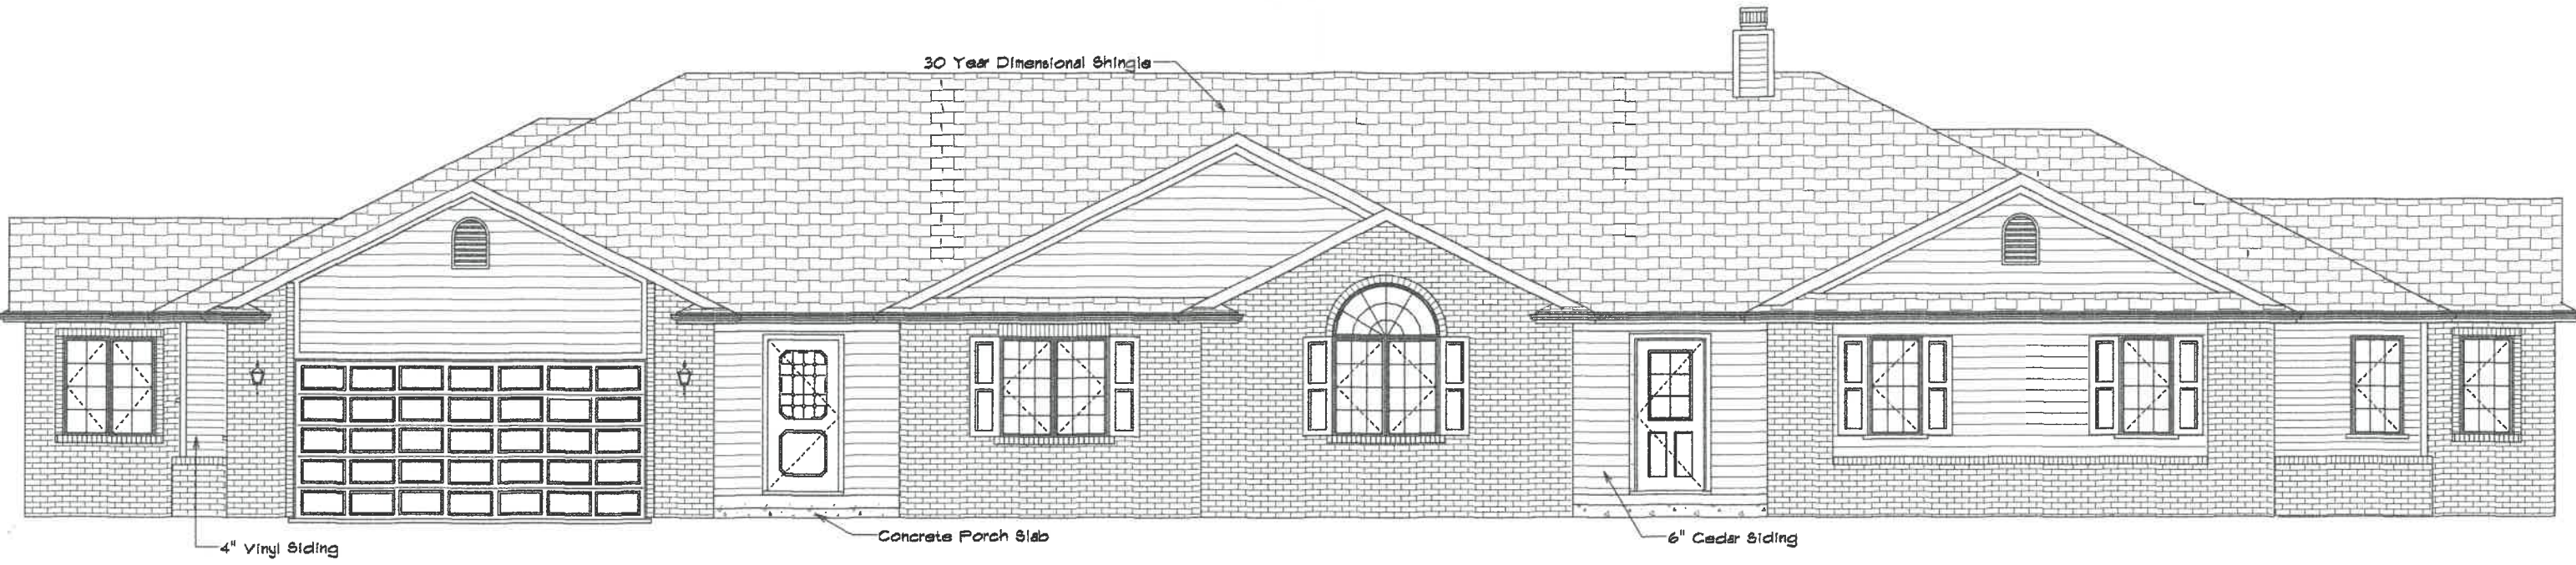 30 Year Dimensional Shingle
Concrete Porch Slab
6" Cedar Siding
4" Vinyl Siding